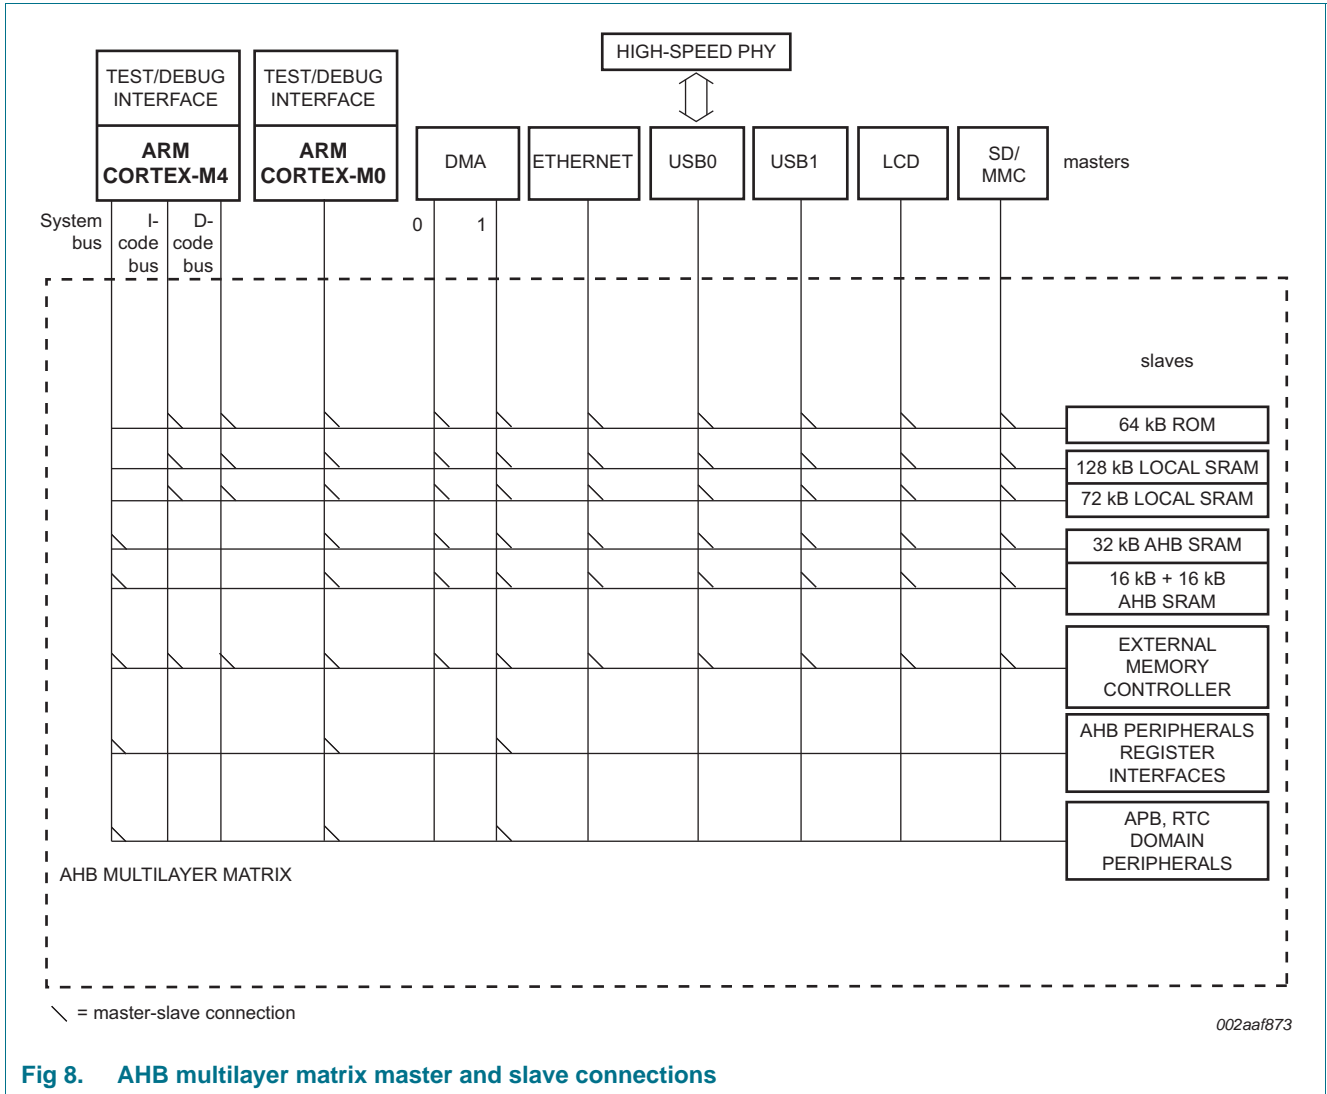 HIGH-SPEED PHY
TEST/DEBUG
INTERFACE
TEST/DEBUG
INTERFACE
ARM
CORTEX-M4
ARM
CORTEX-M0
DMA
ETHERNET
USB0
USB1
LCD
SD/
MMC
masters
System
bus
I-
code
bus
D-
code
bus
0
1
slaves
64 kB ROM
128 kB LOCAL SRAM
72 kB LOCAL SRAM
32 kB AHB SRAM
16 kB + 16 kB
AHB SRAM
EXTERNAL
MEMORY
CONTROLLER
AHB PERIPHERALS
REGISTER
INTERFACES
APB, RTC
DOMAIN
PERIPHERALS
AHB MULTILAYER MATRIX
= master-slave connection
002aaf873
Fig 8. AHB multilayer matrix master and slave connections